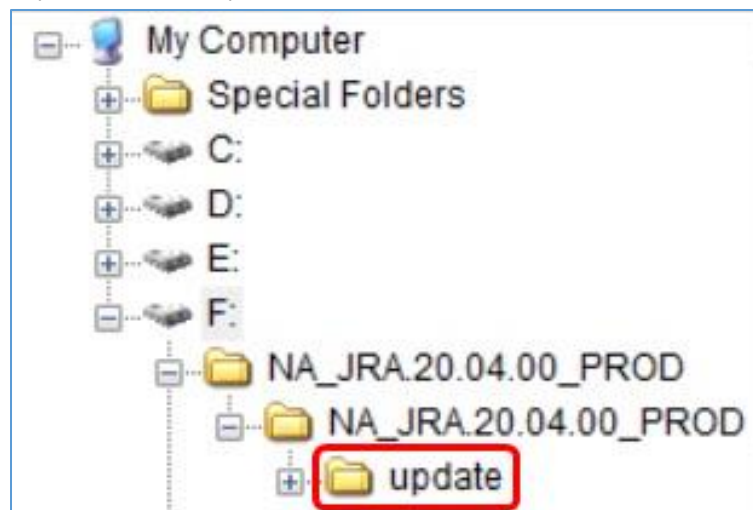 My Computer
Special Folders
C:
D:
E:
F:
NA_JRA.20.04.00_PROD
NA_JRA.20.04.00_PROD
update